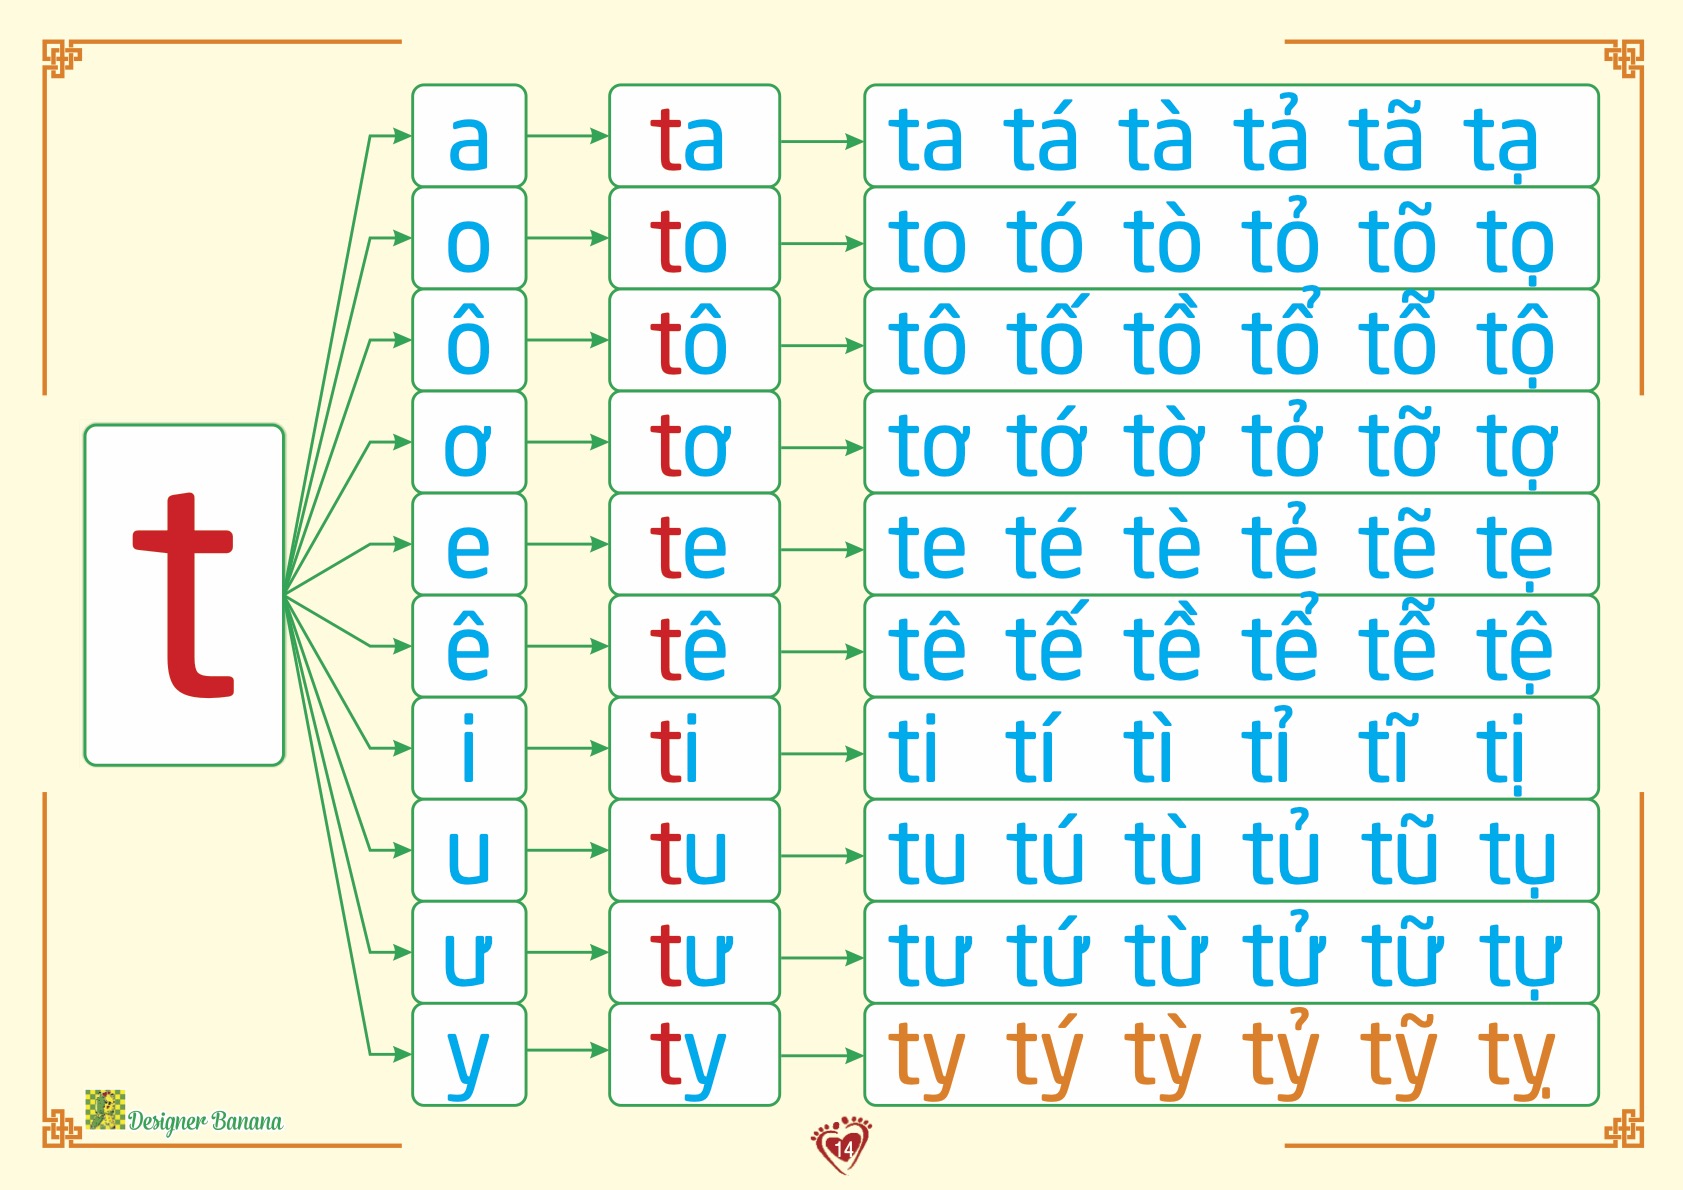 a ta ta tá tà tả tã tạ
o to to tó tò tỏ tõ tọ
ô tô tô tố tồ tổ tỗ tộ
ơ tơ tơ tớ tờ tở tỡ tợ
e te te té tè tẻ tẽ tẹ
t
ê tê tê tế tề tể tễ tệ
i ti ti tí tì tỉ tĩ tị
u tu tu tú tù tủ tũ tụ
ư tư tư tứ từ tử tữ tự
y ty ty tý tỳ tỷ tỹ tỵ
Designer Banana
14